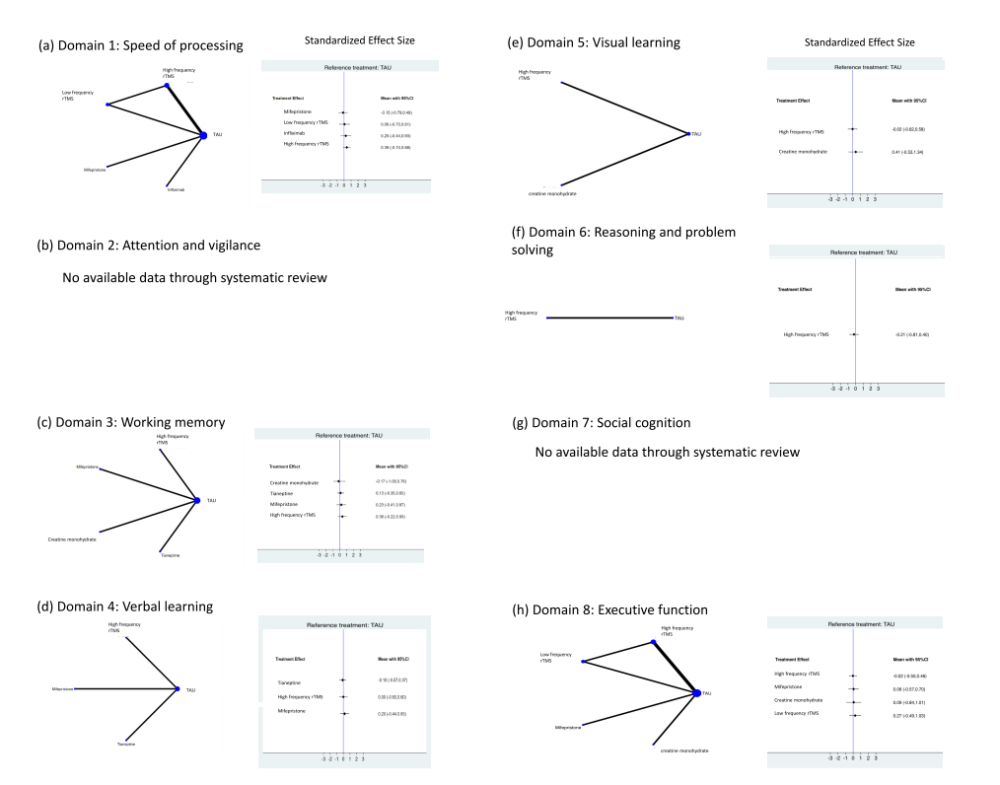 (a) Domain 1: Speed of processing
Standardized Effect Size
High frequency
rTMS
Low frequency
rTMS
TAU
Mifepristone
Infliximab
Reference treatment: TAU
Treatment Effect Mean with 95%CI
Mifepristone -0.15 (-0.79,0.49)
Low frequency rTMS 0.06 (-0.70,0.81)
Infliximab 0.25 (-0.44,0.93)
High frequency rTMS 0.39 (-0.10,0.88)
-3 -2 -1 0 1 2 3
(b) Domain 2: Attention and vigilance
No available data through systematic review
(c) Domain 3: Working memory
High frequency
rTMS
Mifepristone
TAU
Creatine monohydrate
Tianeptine
Reference treatment: TAU
Treatment Effect Mean with 95%CI
Creatine monohydrate -0.17 (-1.09,0.76)
Tianeptine 0.13 (-0.35,0.60)
Mifepristone 0.23 (-0.41,0.87)
High frequency rTMS 0.36 (-0.22,0.95)
-3 -2 -1 0 1 2 3
(d) Domain 4: Verbal learning
High frequency
rTMS
Mifepristone
TAU
Tianeptine
Reference treatment: TAU
Treatment Effect Mean with 95%CI
Tianeptine -0.10 (-0.57,0.37)
High frequency rTMS 0.00 (-0.60,0.60)
Mifepristone 0.20 (-0.44,0.83)
-3 -2 -1 0 1 2 3
(e) Domain 5: Visual learning
Standardized Effect Size
High frequency
rTMS
TAU
creatine monohydrate
Reference treatment: TAU
Treatment Effect Mean with 95%CI
High frequency rTMS -0.02 (-0.62,0.58)
Creatine monohydrate 0.41 (-0.53,1.34)
-3 -2 -1 0 1 2 3
(f) Domain 6: Reasoning and problem
solving
High frequency
rTMS
TAU
Reference treatment: TAU
Treatment Effect Mean with 95%CI
High frequency rTMS -0.21 (-0.81,0.40)
-3 -2 -1 0 1 2 3
(g) Domain 7: Social cognition
No available data through systematic review
(h) Domain 8: Executive function
High frequency
rTMS
Low frequency
rTMS
TAU
Mifepristone
creatine monohydrate
Reference treatment: TAU
Treatment Effect Mean with 95%CI
High frequency rTMS -0.02 (-0.50,0.46)
Mifepristone 0.06 (-0.57,0.70)
Creatine monohydrate 0.09 (-0.84,1.01)
Low frequency rTMS 0.27 (-0.49,1.03)
-3 -2 -1 0 1 2 3